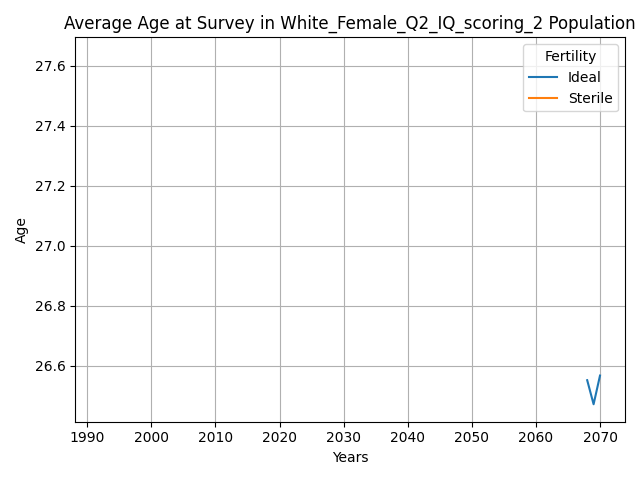 Average Age at Survey in White_Female_Q2_IQ_scoring_2 Population
Fertility
Ideal
Sterile
27.6
27.4
27.2
27.0
26.8
26.6
Age
1990 2000 2010 2020 2030 2040 2050 2060 2070
Years